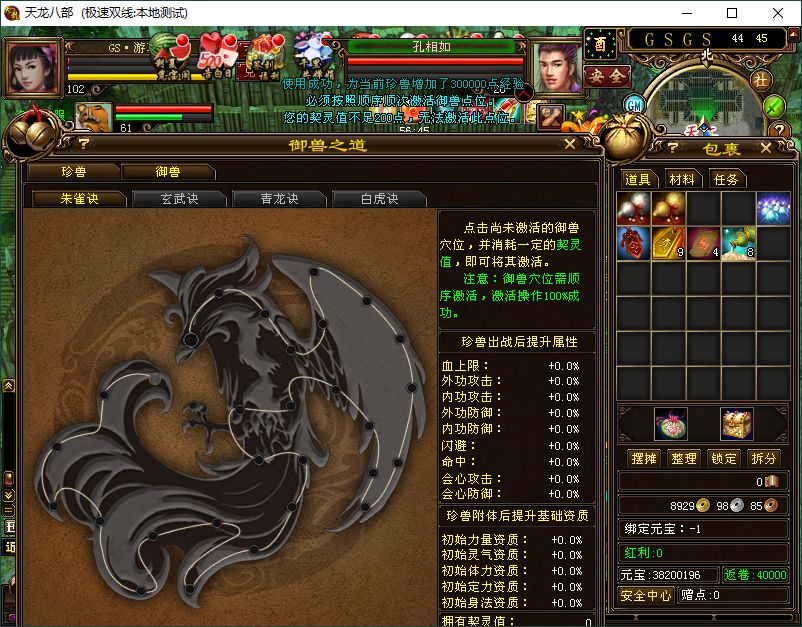 天龙八部 (极速双线:本地测试)
孔相如
GSGS 44 45
北
酉
安全
社
GM
102
使用成功，为当前珍兽增加了300000点经验
必须按照顺序顺次激活御兽点位。
您的契灵值不足200点，无法激活此点位。
61
56:45
? 御兽之道
? 包裹
珍兽 御兽
朱雀诀 玄武诀 青龙诀 白虎诀
道具 材料 任务
点击尚未激活的御兽
穴位，并消耗一定的契灵
值，即可将其激活。
注意：御兽穴位需顺
序激活，激活操作100%成
功。
珍兽出战后提升属性
血上限： +0.0%
外功攻击： +0.0%
内功攻击： +0.0%
外功防御： +0.0%
内功防御： +0.0%
闪避： +0.0%
命中： +0.0%
会心攻击： +0.0%
会心防御： +0.0%
珍兽附体后提升基础资质
初始力量资质： +0.0%
初始灵气资质： +0.0%
初始体力资质： +0.0%
初始定力资质： +0.0%
初始身法资质： +0.0%
拥有契灵值： 0
9 4 8
摆摊 整理 锁定 拆分
0
8929 98 85
绑定元宝：-1
红利:0
元宝:38200196 返卷:40000
安全中心 赠点:0